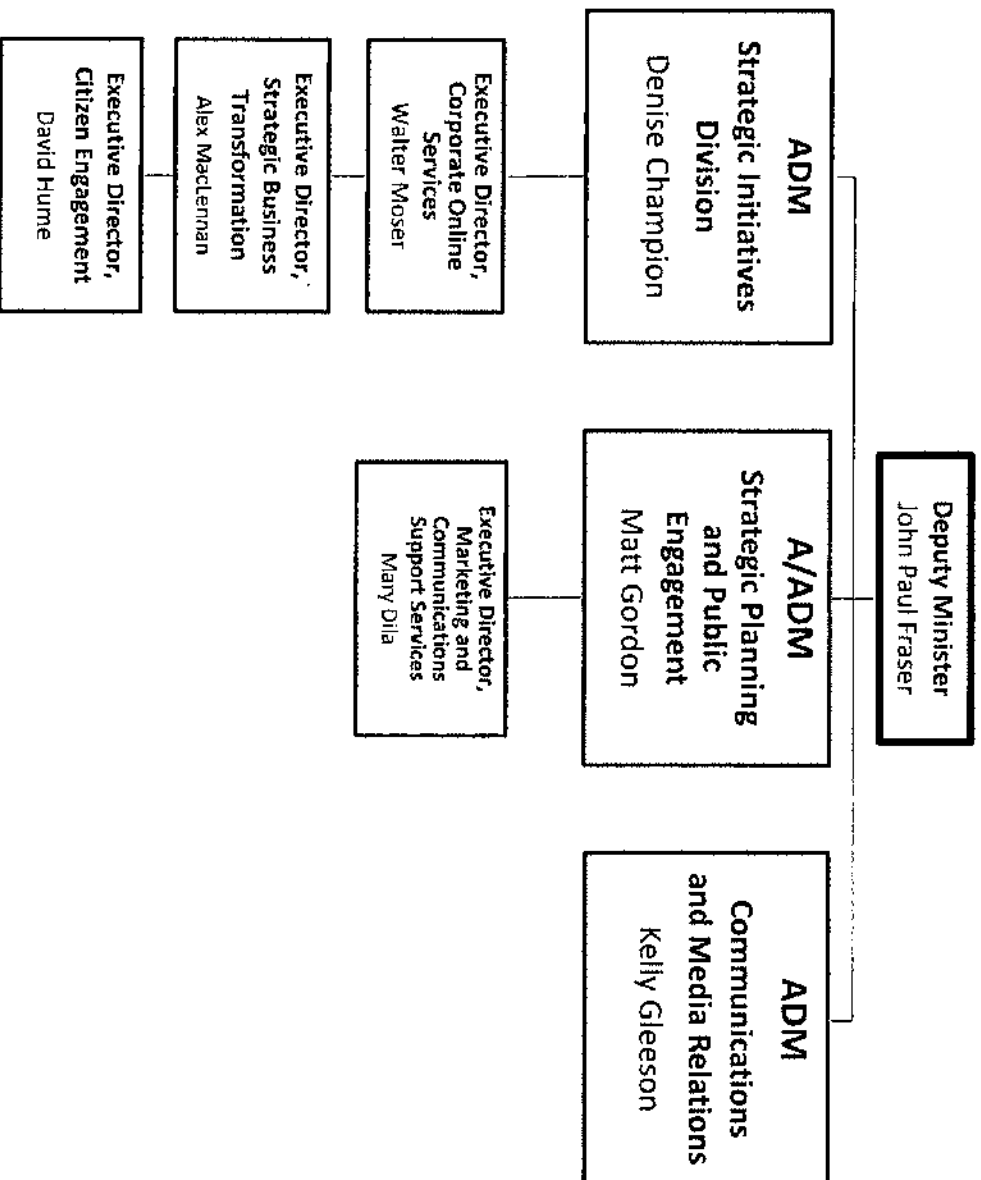 Deputy Minister
John Paul Fraser
ADM
Strategic Initiatives
Division
Denise Champion
Executive Director,
Corporate Online
Services
Walter Moser
Executive Director,
Strategic Business
Transformation
Alex MacLennan
Executive Director,
Citizen Engagement
David Hume
A/ADM
Strategic Planning
and Public
Engagement
Matt Gordon
Executive Director,
Marketing and
Communications
Support Services
Mary Dila
ADM
Communications
and Media Relations
Kelly Gleeson